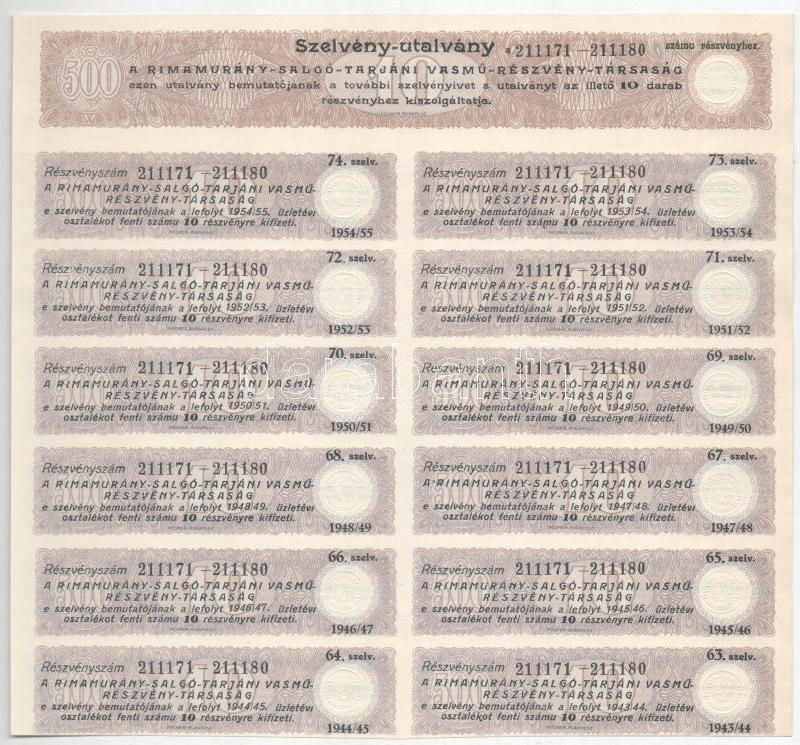 Szelvény-utalvány a 211171 —211180 számu részvényhez.
500
10
A RIMAMURÁNY-SALGÓ-TARJÁNI VASMŰ-RÉSZVÉNY-TÁRSASÁG
ezen utalvány bemutatójának a további szelvényivet s utalványt az illető 10 darab
részvényhez kiszolgáltatja.
74. szelv.
Részvényszám 211171 —211180
A RIMAMURÁNY-SALGÓ-TARJÁNI VASMŰ-
RÉSZVÉNY-TÁRSASÁG
e szelvény bemutatójának a lefolyt 1954/55. üzletévi
osztalékot fenti számu 10 részvényre kifizeti.
1954/55
73. szelv.
Részvényszám 211171 —211180
A RIMAMURÁNY-SALGÓ-TARJÁNI VASMŰ-
RÉSZVÉNY-TÁRSASÁG
e szelvény bemutatójának a lefolyt 1953/54. üzletévi
osztalékot fenti számu 10 részvényre kifizeti.
1953/54
72. szelv.
Részvényszám 211171 —211180
A RIMAMURÁNY-SALGÓ-TARJÁNI VASMŰ-
RÉSZVÉNY-TÁRSASÁG
e szelvény bemutatójának a lefolyt 1952/53. üzletévi
osztalékot fenti számu 10 részvényre kifizeti.
1952/53
71. szelv.
Részvényszám 211171 —211180
A RIMAMURÁNY-SALGÓ-TARJÁNI VASMŰ-
RÉSZVÉNY-TÁRSASÁG
e szelvény bemutatójának a lefolyt 1951/52. üzletévi
osztalékot fenti számu 10 részvényre kifizeti.
1951/52
70. szelv.
Részvényszám 211171 —211180
A RIMAMURÁNY-SALGÓ-TARJÁNI VASMŰ-
RÉSZVÉNY-TÁRSASÁG
e szelvény bemutatójának a lefolyt 1950/51. üzletévi
osztalékot fenti számu 10 részvényre kifizeti.
1950/51
69. szelv.
Részvényszám 211171 —211180
A RIMAMURÁNY-SALGÓ-TARJÁNI VASMŰ-
RÉSZVÉNY-TÁRSASÁG
e szelvény bemutatójának a lefolyt 1949/50. üzletévi
osztalékot fenti számu 10 részvényre kifizeti.
1949/50
darabanth
68. szelv.
Részvényszám 211171 —211180
A RIMAMURÁNY-SALGÓ-TARJÁNI VASMŰ-
RÉSZVÉNY-TÁRSASÁG
e szelvény bemutatójának a lefolyt 1948/49. üzletévi
osztalékot fenti számu 10 részvényre kifizeti.
1948/49
67. szelv.
Részvényszám 211171 —211180
A RIMAMURÁNY-SALGÓ-TARJÁNI VASMŰ-
RÉSZVÉNY-TÁRSASÁG
e szelvény bemutatójának a lefolyt 1947/48. üzletévi
osztalékot fenti számu 10 részvényre kifizeti.
1947/48
66. szelv.
Részvényszám 211171 —211180
A RIMAMURÁNY-SALGÓ-TARJÁNI VASMŰ-
RÉSZVÉNY-TÁRSASÁG
e szelvény bemutatójának a lefolyt 1946/47. üzletévi
osztalékot fenti számu 10 részvényre kifizeti.
1946/47
65. szelv.
Részvényszám 211171 —211180
A RIMAMURÁNY-SALGÓ-TARJÁNI VASMŰ-
RÉSZVÉNY-TÁRSASÁG
e szelvény bemutatójának a lefolyt 1945/46. üzletévi
osztalékot fenti számu 10 részvényre kifizeti.
1945/46
64. szelv.
Részvényszám 211171 —211180
A RIMAMURÁNY-SALGÓ-TARJÁNI VASMŰ-
RÉSZVÉNY-TÁRSASÁG
e szelvény bemutatójának a lefolyt 1944/45. üzletévi
osztalékot fenti számu 10 részvényre kifizeti.
1944/45
63. szelv.
Részvényszám 211171 —211180
A RIMAMURÁNY-SALGÓ-TARJÁNI VASMŰ-
RÉSZVÉNY-TÁRSASÁG
e szelvény bemutatójának a lefolyt 1943/44. üzletévi
osztalékot fenti számu 10 részvényre kifizeti.
1943/44